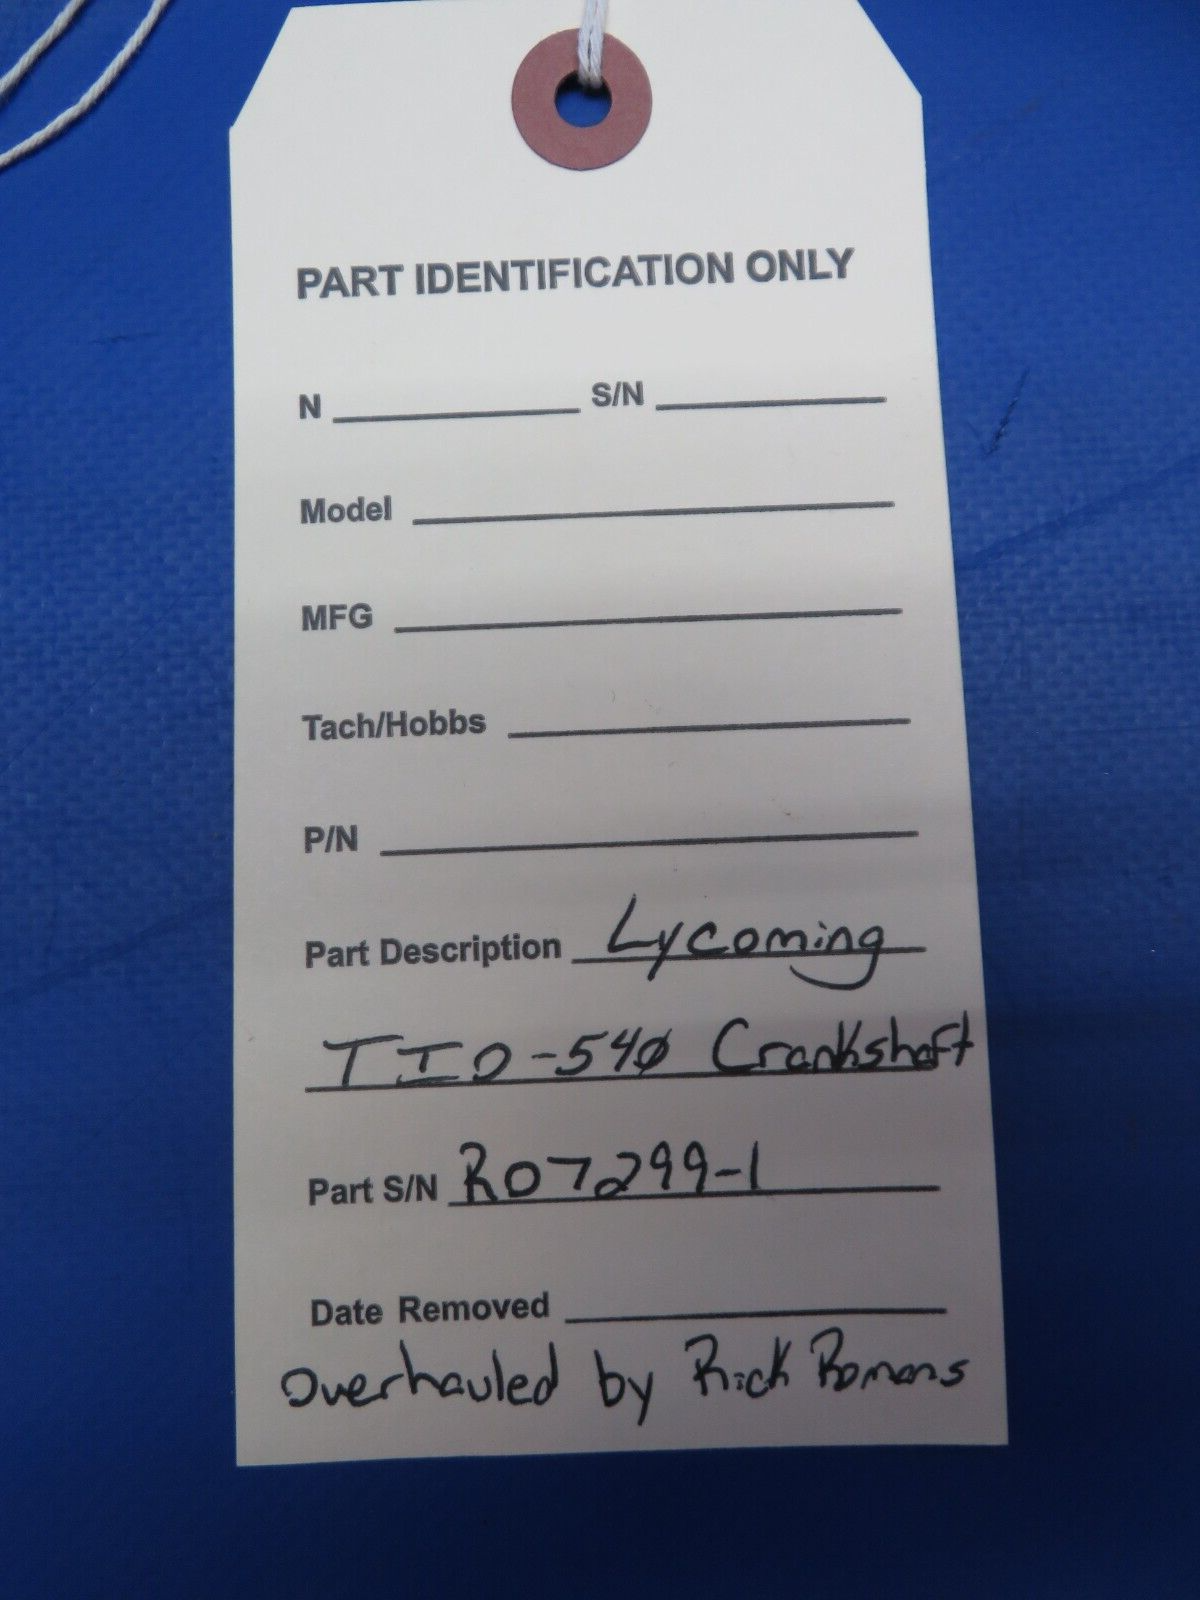 PART IDENTIFICATION ONLY
N S/N
Model
MFG
Tach/Hobbs
P/N
Part Description Lycoming
TIO-540 Crankshaft
Part S/N R07299-1
Date Removed
Overhauled by Rick Romans